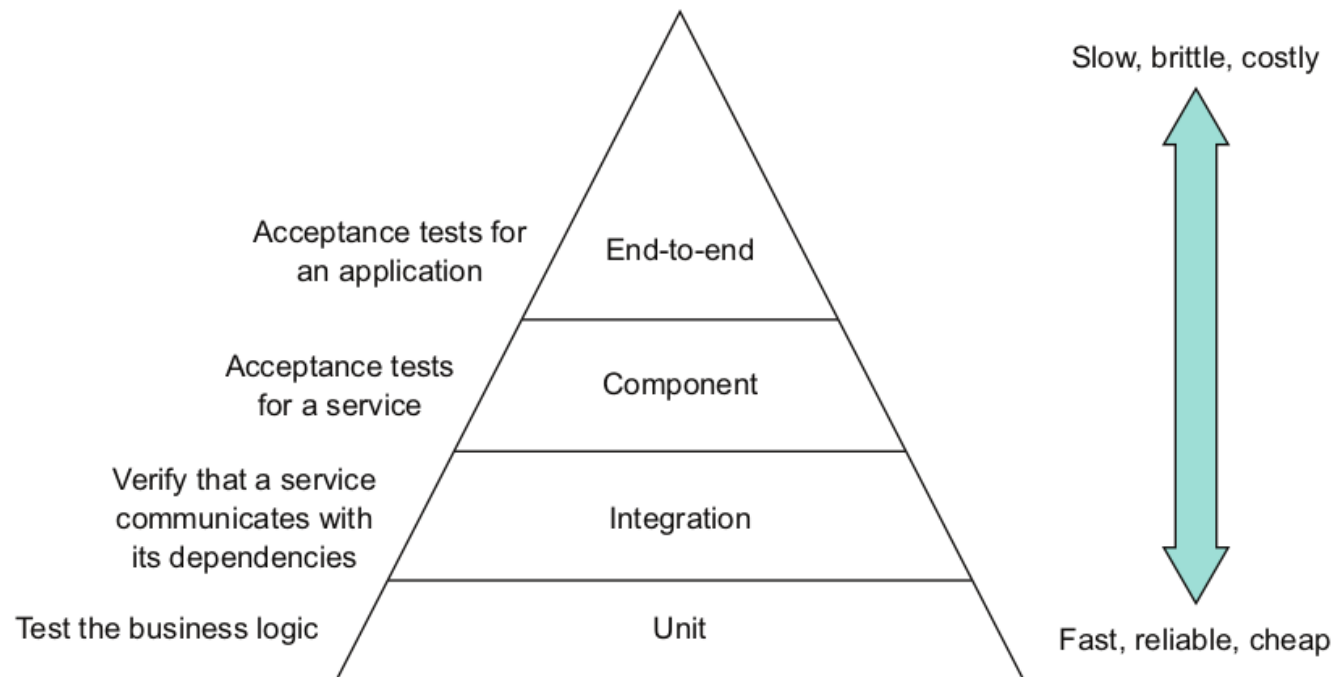 Slow, brittle, costly
Acceptance tests for
an application
End-to-end
Acceptance tests
for a service
Component
Verify that a service
communicates with
its dependencies
Integration
Test the business logic
Unit
Fast, reliable, cheap